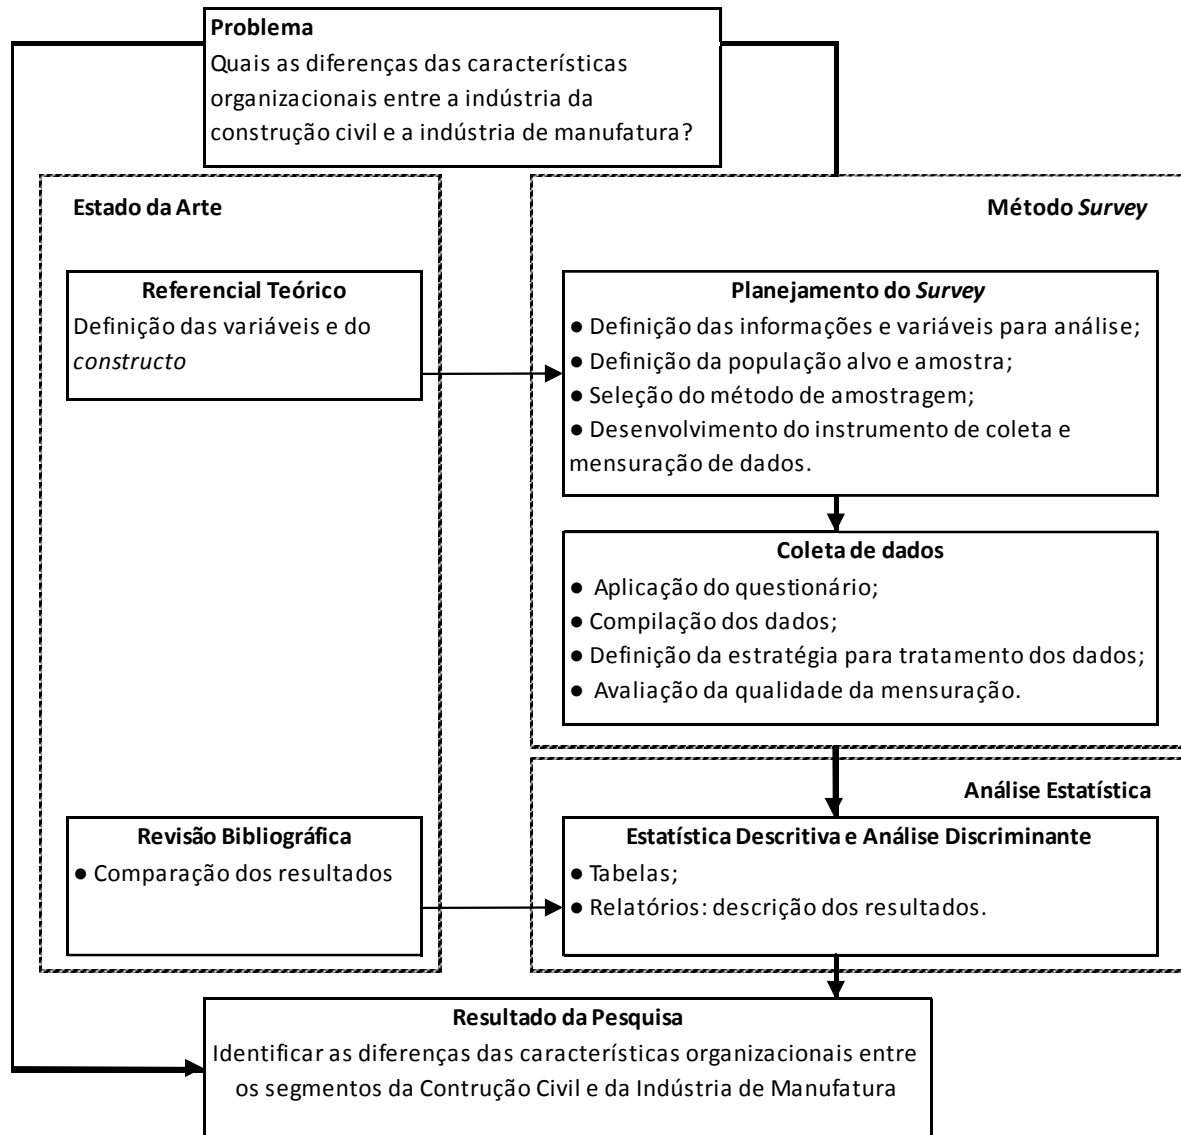 Problema
Quais as diferenças das características
organizacionais entre a indústria da
construção civil e a indústria de manufatura?
Estado da Arte
Referencial Teórico
Definição das variáveis e do
constructo
Revisão Bibliográfica
● Comparação dos resultados
Método Survey
Planejamento do Survey
● Definição das informações e variáveis para análise;
● Definição da população alvo e amostra;
● Seleção do método de amostragem;
● Desenvolvimento do instrumento de coleta e
mensuração de dados.
Coleta de dados
● Aplicação do questionário;
● Compilação dos dados;
● Definição da estratégia para tratamento dos dados;
● Avaliação da qualidade da mensuração.
Análise Estatística
Estatística Descritiva e Análise Discriminante
● Tabelas;
● Relatórios: descrição dos resultados.
Resultado da Pesquisa
Identificar as diferenças das características organizacionais entre
os segmentos da Contrução Civil e da Indústria de Manufatura